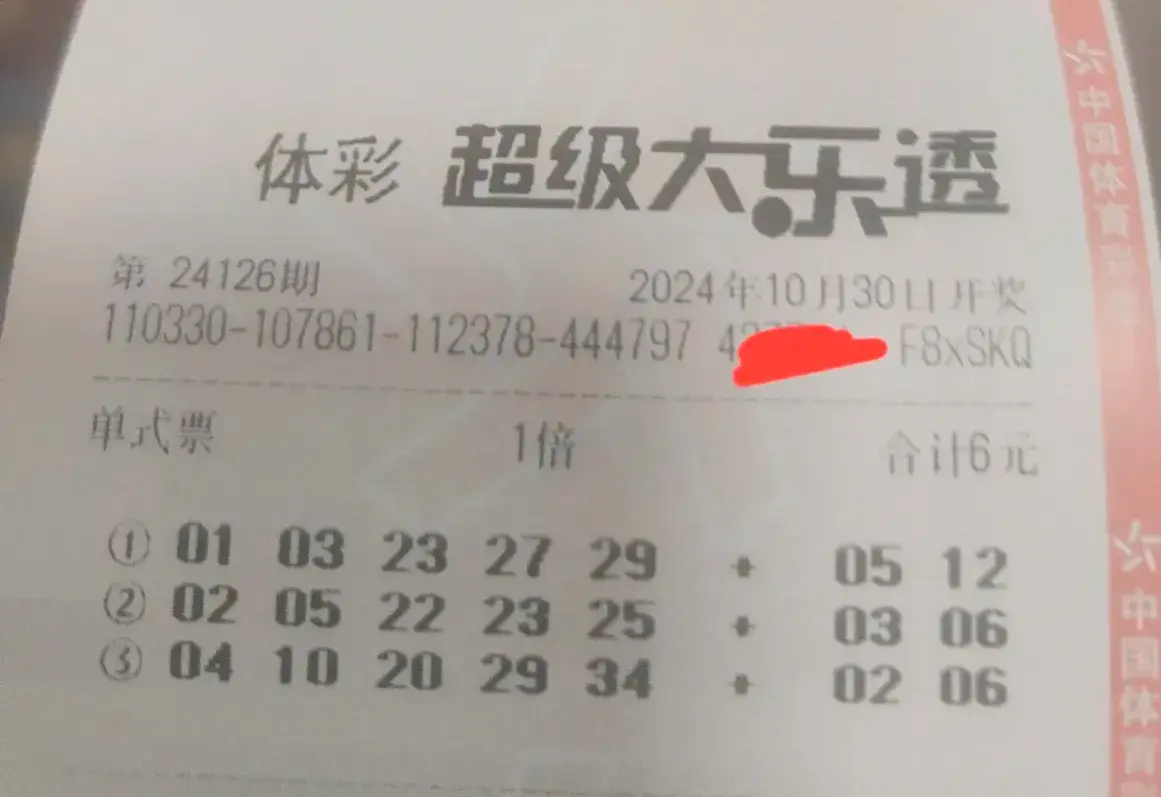 体彩 超级大乐透
第 24126期 2024年10月30日开奖
110330-107861-112378-444797 F8xSKQ
单式票 1倍 合计6元
① 01 03 23 27 29 + 05 12
② 02 05 22 23 25 + 03 06
③ 04 10 20 29 34 + 02 06
中国体育
中国体育